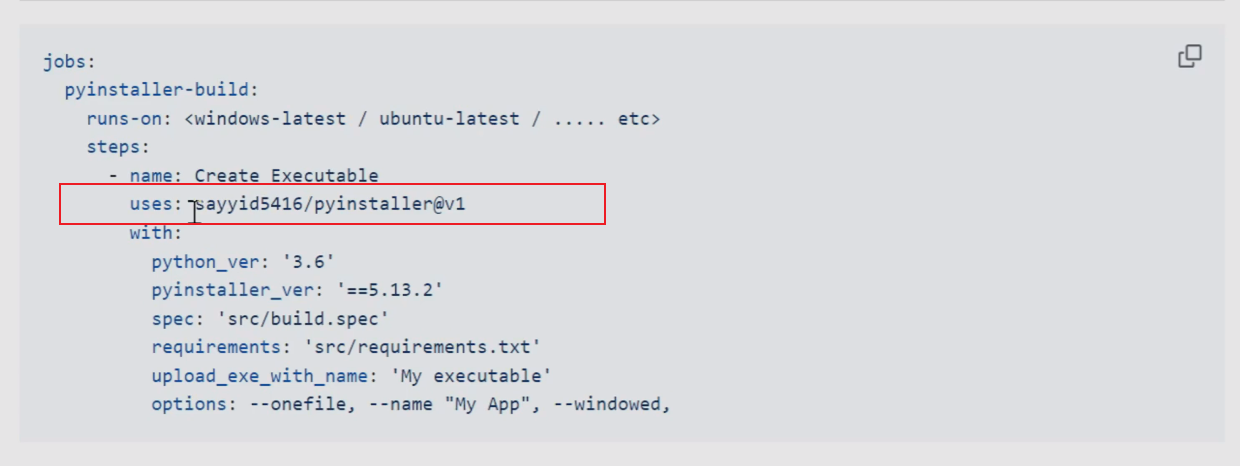 jobs:
pyinstaller-build:
runs-on: <windows-latest / ubuntu-latest / ..... etc>
steps:
- name: Create Executable
uses: sayyid5416/pyinstaller@v1
with:
python_ver: '3.6'
pyinstaller_ver: '==5.13.2'
spec: 'src/build.spec'
requirements: 'src/requirements.txt'
upload_exe_with_name: 'My executable'
options: --onefile, --name "My App", --windowed,